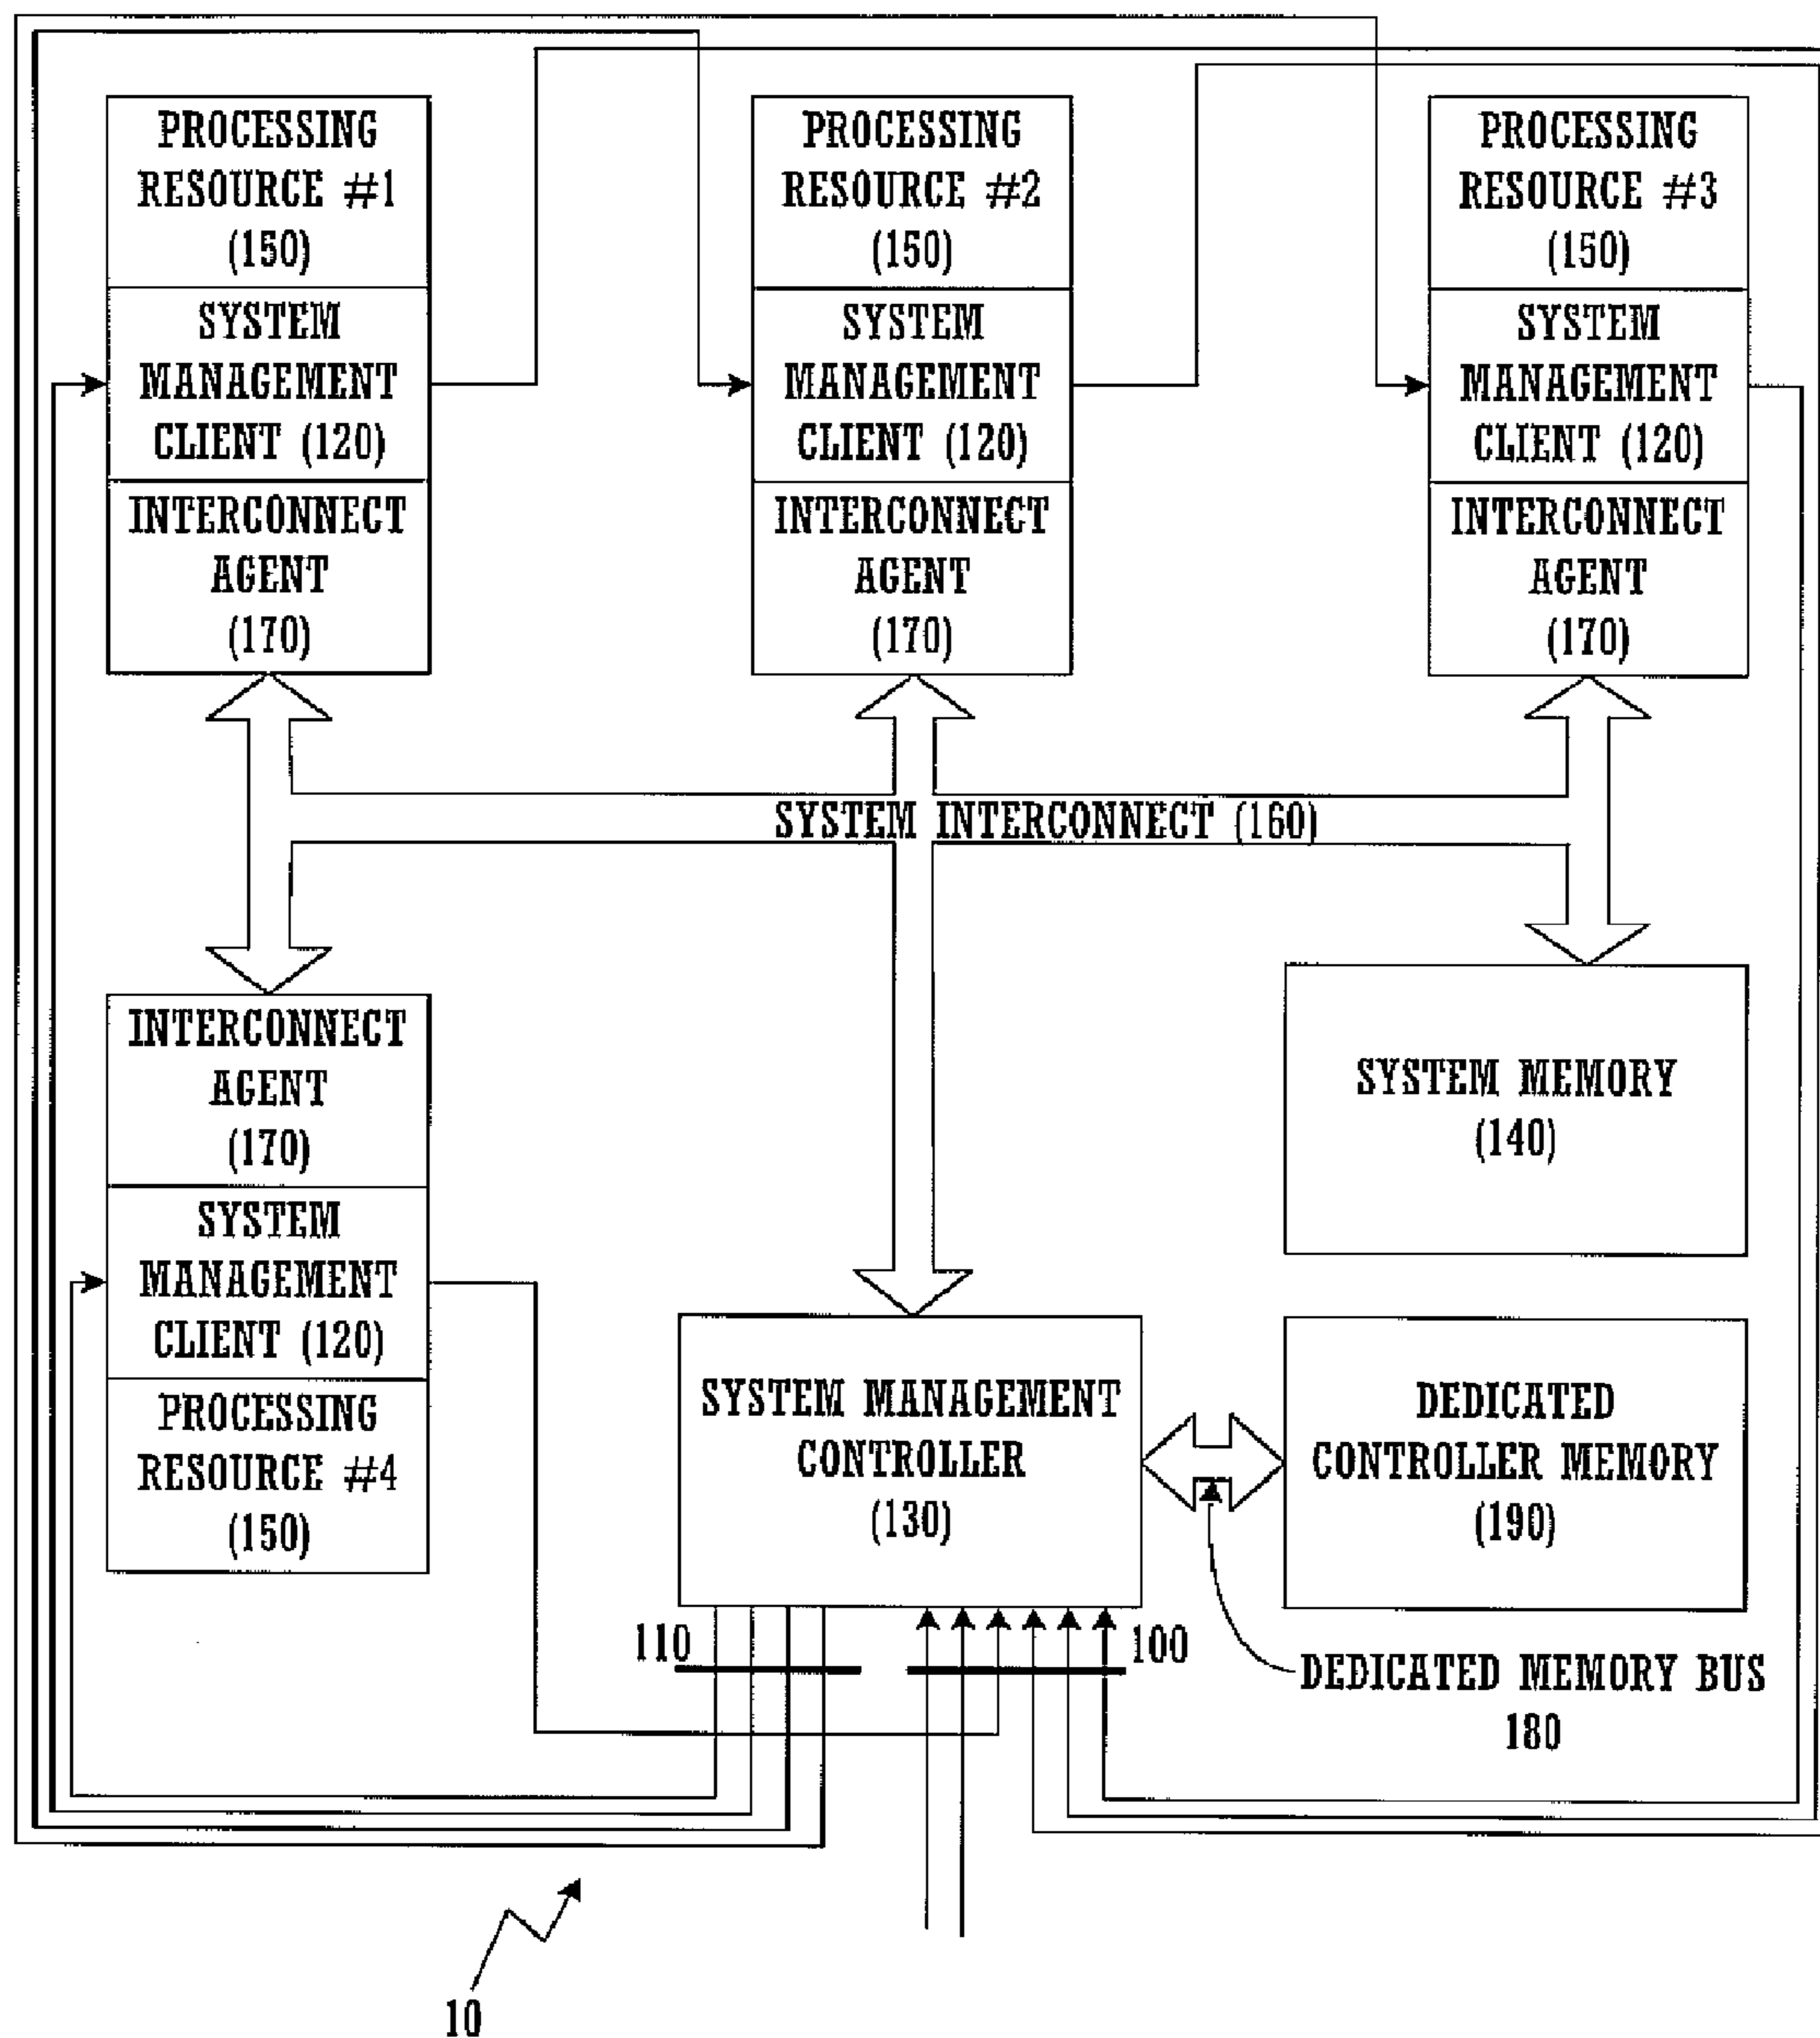 PROCESSING
RESOURCE #1
(150)
SYSTEM
MANAGEMENT
CLIENT (120)
INTERCONNECT
AGENT
(170)
PROCESSING
RESOURCE #2
(150)
SYSTEM
MANAGEMENT
CLIENT (120)
INTERCONNECT
AGENT
(170)
PROCESSING
RESOURCE #3
(150)
SYSTEM
MANAGEMENT
CLIENT (120)
INTERCONNECT
AGENT
(170)
SYSTEM INTERCONNECT (160)
INTERCONNECT
AGENT
(170)
SYSTEM
MANAGEMENT
CLIENT (120)
PROCESSING
RESOURCE #4
(150)
SYSTEM MEMORY
(140)
SYSTEM MANAGEMENT
CONTROLLER
(130)
DEDICATED
CONTROLLER MEMORY
(190)
110
100
DEDICATED MEMORY BUS
180
10